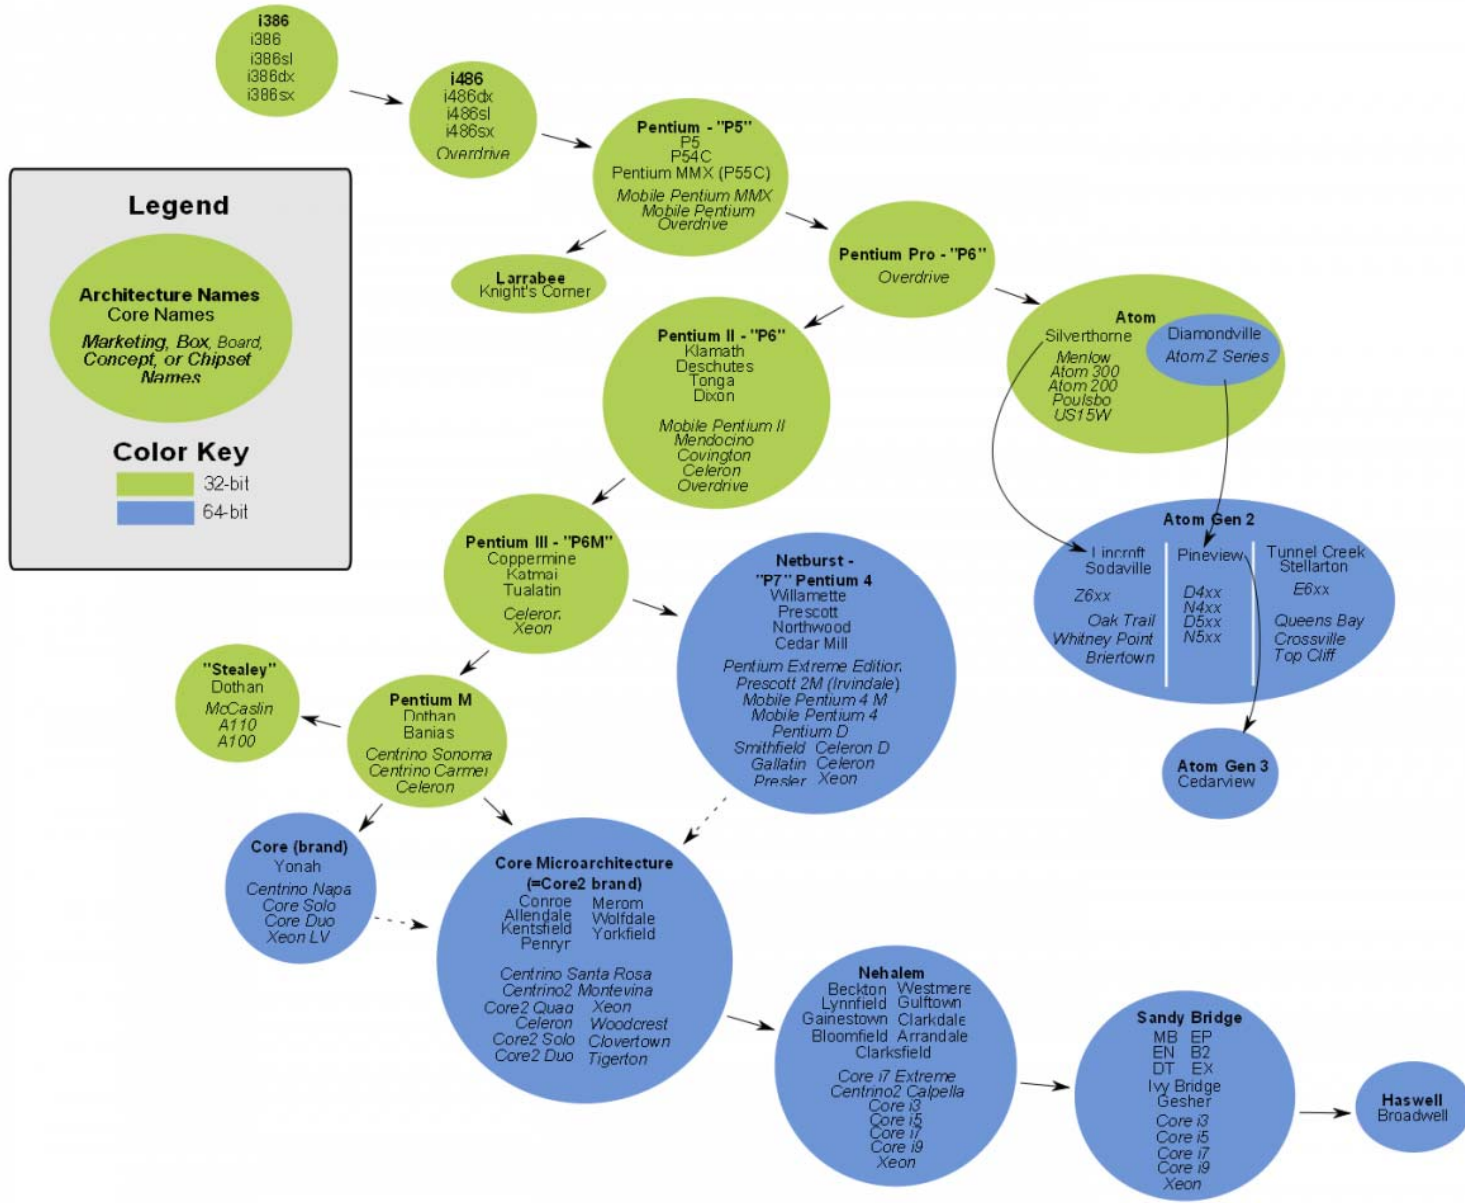 i386
i386
i386sl
i386dx
i386sx
i486
i486dx
i486sl
i486sx
Overdrive
Pentium - "P5"
P5
P54C
Pentium MMX (P55C)
Mobile Pentium MMX
Mobile Pentium
Overdrive
Legend
Architecture Names
Core Names
Marketing, Box, Board,
Concept, or Chipset
Names
Color Key
32-bit
64-bit
Larrabee
Knight's Corner
Pentium Pro - "P6"
Overdrive
Atom
Silverthorne
Menlow
Atom 300
Atom 200
Poulsbo
US15W
Diamondville
Atom Z Series
Pentium II - "P6"
Klamath
Deschutes
Tonga
Dixon
Mobile Pentium II
Mendocino
Covington
Celeron
Overdrive
Pentium III - "P6M"
Coppermine
Katmai
Tualatin
Celeron
Xeon
Netburst -
"P7" Pentium 4
Willamette
Prescott
Northwood
Cedar Mill
Pentium Extreme Edition
Prescott 2M (Irvindale)
Mobile Pentium 4 M
Mobile Pentium 4
Pentium D
Smithfield Celeron D
Gallatin Celeron
Presler Xeon
Atom Gen 2
Lincroft
Sodaville
Z6xx
Oak Trail
Whitney Point
Briertown
Pineview
D4xx
N4xx
D5xx
N5xx
Tunnel Creek
Stellarton
E6xx
Queens Bay
Crossville
Top Cliff
Atom Gen 3
Cedarview
"Stealey"
Dothan
McCaslin
A110
A100
Pentium M
Dothan
Banias
Centrino Sonoma
Centrino Carmel
Celeron
Core (brand)
Yonah
Centrino Napa
Core Solo
Core Duo
Xeon LV
Core Microarchitecture
(=Core2 brand)
Conroe Merom
Allendale Wolfdale
Kentsfield Yorkfield
Penryn
Centrino Santa Rosa
Centrino2 Montevina
Core2 Quad Xeon
Celeron Woodcrest
Core2 Solo Clovertown
Core2 Duo Tigerton
Nehalem
Beckton Westmere
Lynnfield Gulftown
Gainestown Clarkdale
Bloomfield Arrandale
Clarksfield
Core i7 Extreme
Centrino2 Calpella
Core i3
Core i5
Core i7
Core i9
Xeon
Sandy Bridge
MB EP
EN B2
DT EX
Ivy Bridge
Gesher
Core i3
Core i5
Core i7
Core i9
Xeon
Haswell
Broadwell